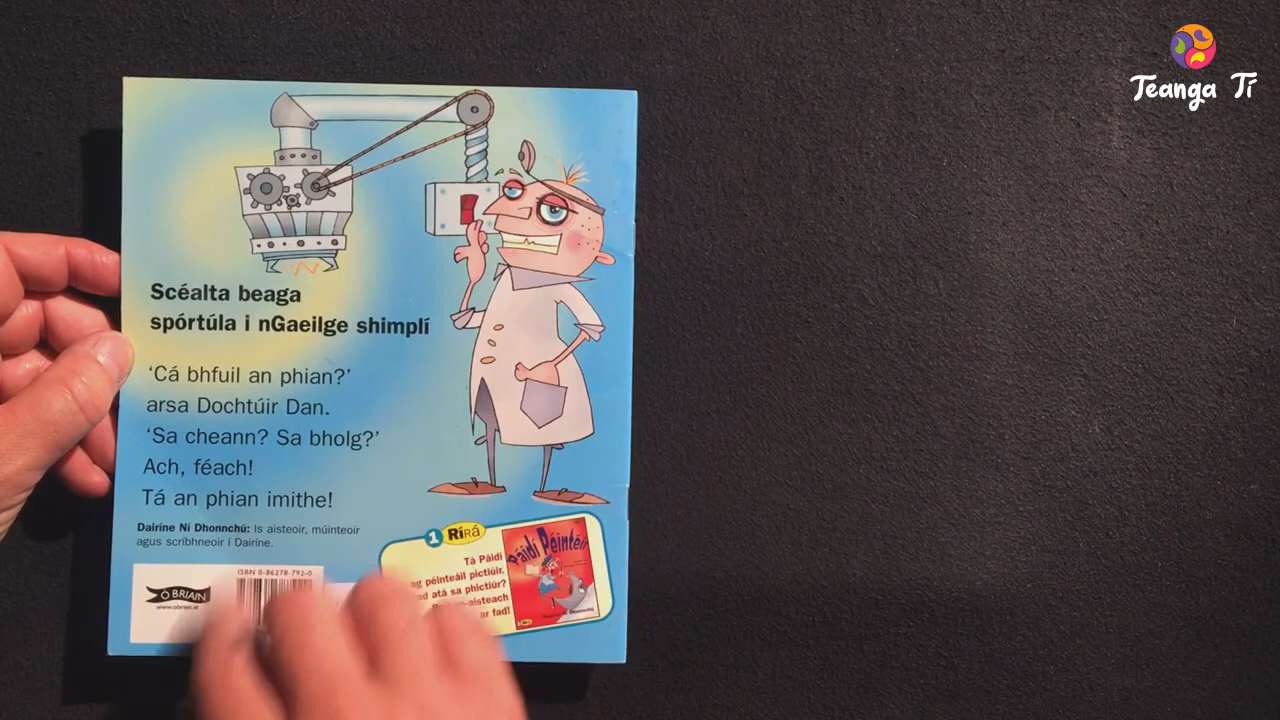 Teanga Tí
Scéalta beaga
spórtúla i nGaeilge shimplí
‘Cá bhfuil an phian?’
arsa Dochtúir Dan.
‘Sa cheann? Sa bholg?’
Ach, féach!
Tá an phian imithe!
Dairíne Ní Dhonnchú: Is aisteoir, múinteoir
agus scríbhneoir í Dairíne.
1 RíRá
Páidí Péintéir
Tá Páidí
ag péinteáil pictiúir.
atá sa phictiúr?
ar fad!
ISBN 0-86278-792-0
Ó BRIAIN
www.obrien.ie